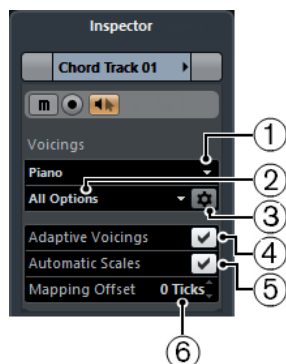 Inspector
Chord Track 01
m
Voicings
Piano
1
All Options
2
3
Adaptive Voicings
4
Automatic Scales
5
Mapping Offset 0 Ticks
6